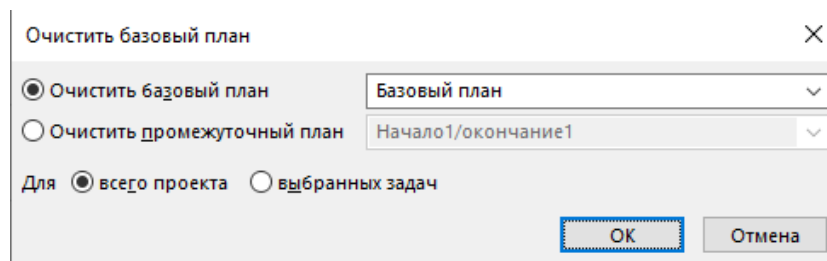 Очистить базовый план
Очистить базовый план Базовый план
Очистить промежуточный план Начало1/окончание1
Для всего проекта выбранных задач
ОК Отмена